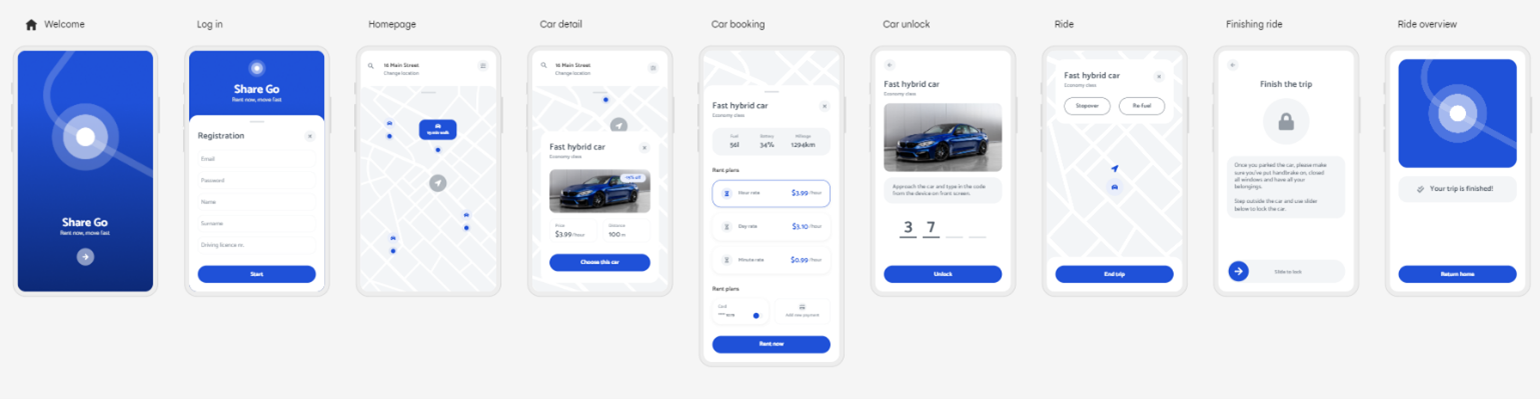 Welcome
Share Go
Rent now, move fast
Log in
Share Go
Rent now, move fast
Registration
Email
Password
Name
Surname
Driving licence nr.
Start
Homepage
16 Main Street
Change location
Car detail
16 Main Street
Change location
Fast hybrid car
Economy class
Price
Distance
$3.99 /hour
100 m
Choose this car
Car booking
Fast hybrid car
Economy class
Fuel
Battery
Mileage
56l
34%
1294km
Rent plans
Hour rate
$3.99 /hour
Day rate
$3.10 /hour
Minute rate
$0.99 /hour
Rent plans
Card
Add new payment
Rent now
Car unlock
Fast hybrid car
Economy class
Approach the car and type in the code
from the device on front screen.
3 7
Unlock
Ride
Fast hybrid car
Economy class
Stopover
Re-fuel
End trip
Finishing ride
Finish the trip
Once you parked the car, please make
sure you've put handbrake on, closed
all windows and have all your
belongings.
Step outside the car and use slider
below to lock the car.
Slide to lock
Ride overview
Your trip is finished!
Return home